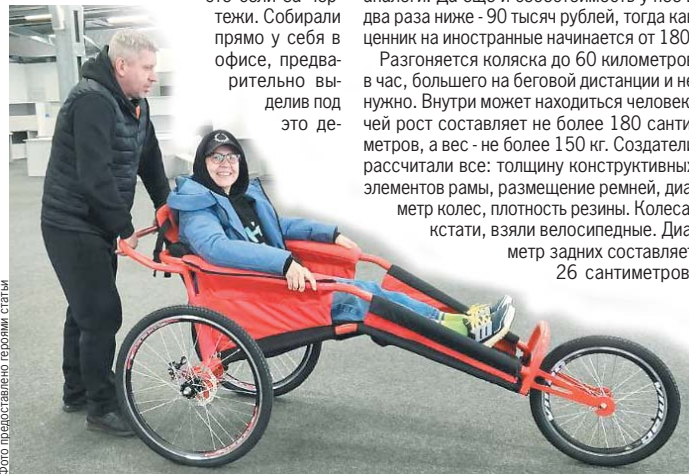 тежи. Собирали
прямо у себя в
офисе, предва-
рительно вы-
делив под
это де-
аналоги. Да еще и себестоимость у нее в
два раза ниже - 90 тысяч рублей, тогда как
ценник на иностранные начинается от 180.
Разгоняется коляска до 60 километров
в час, большего на беговой дистанции и не
нужно. Внутри может находиться человек,
чей рост составляет не более 180 санти-
метров, а вес - не более 150 кг. Создатели
рассчитали все: толщину конструктивных
элементов рамы, размещение ремней, диа-
метр колес, плотность резины. Колеса,
кстати, взяли велосипедные. Диа-
метр задних составляет
26 сантиметров,
Фото предоставлено героями статьи